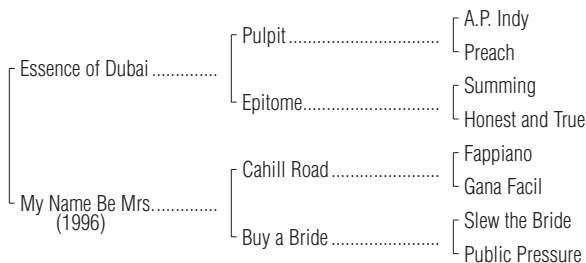 A.P. Indy
Pulpit..................................
Preach
Essence of Dubai.............
Summing
Epitome..............................
Honest and True
Fappiano
Cahill Road........................
Gana Facil
My Name Be Mrs.............
(1996)
Slew the Bride
Buy a Bride........................
Public Pressure